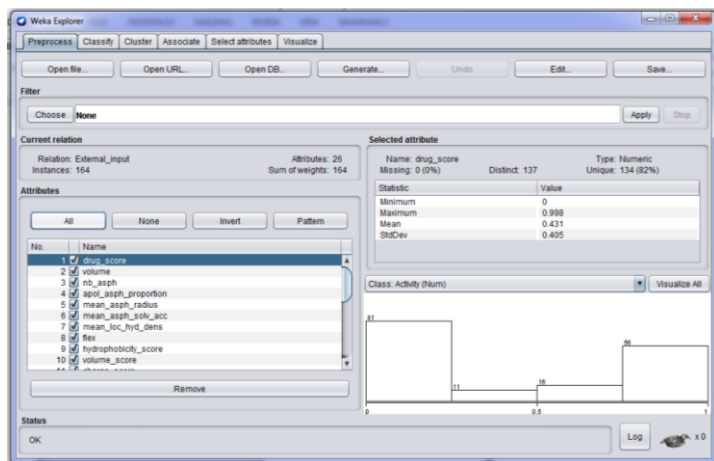 Weka Explorer
Preprocess Classify Cluster Associate Select attributes Visualize
Open file... Open URL... Open DB... Generate... Undo Edit... Save...
Filter
Choose None Apply Stop
Current relation
Relation: External_input Attributes: 26
Instances: 164 Sum of weights: 164
Attributes
All None Invert Pattern
No. Name
1 drug_score
2 volume
3 nb_asph
4 apol_asph_proportion
5 mean_asph_radius
6 mean_asph_solv_acc
7 mean_loc_hyd_dens
8 flex
9 hydrophobicity_score
10 volume_score
Remove
Selected attribute
Name: drug_score Type: Numeric
Missing: 0 (0%) Distinct: 137 Unique: 134 (82%)
Statistic Value
Minimum 0
Maximum 0.998
Mean 0.431
StdDev 0.405
Class: Activity (Num) Visualize All
81
11
16
56
0 0.5 1
Status
OK Log x 0